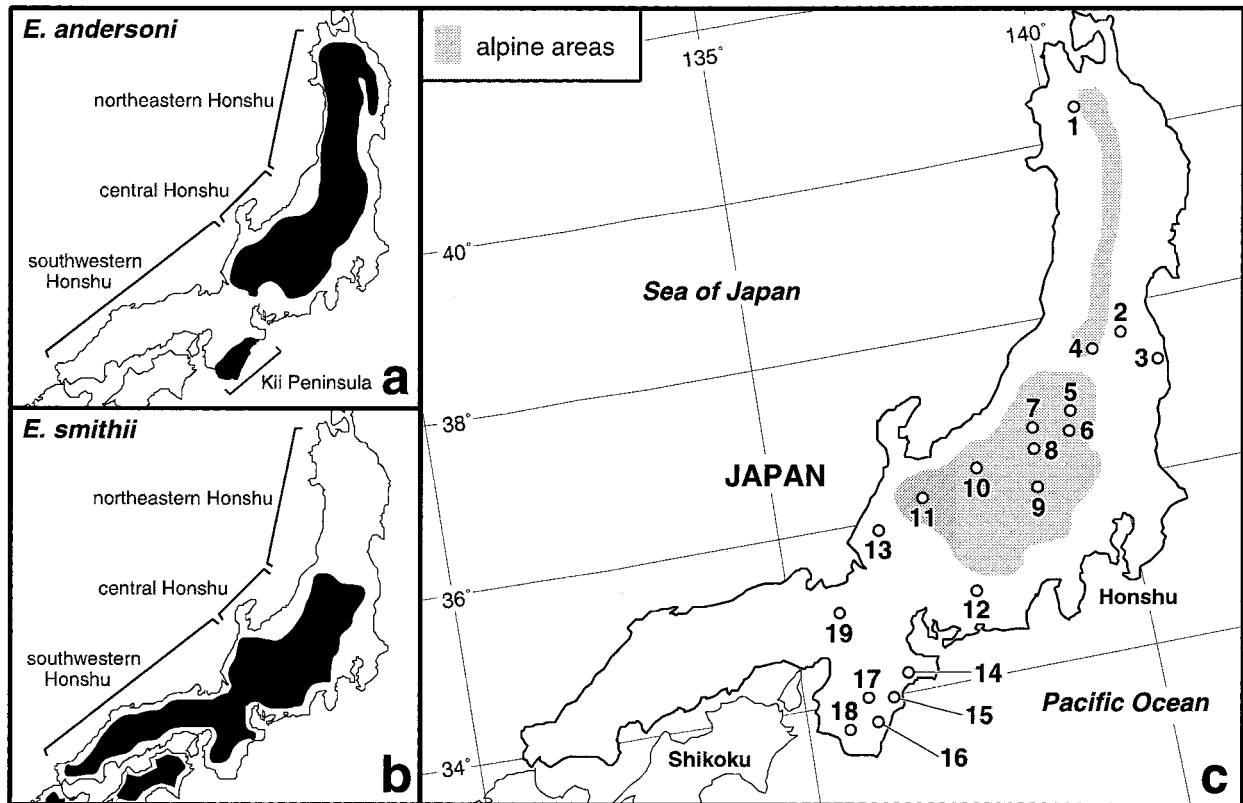 E. andersoni
northeastern Honshu
central Honshu
southwestern
Honshu
Kii Peninsula
a
E. smithii
northeastern Honshu
central Honshu
southwestern
Honshu
b
alpine areas
135°
140°
40°
38°
36°
34°
Sea of Japan
JAPAN
Pacific Ocean
Honshu
Shikoku
1
2
3
4
5
6
7
8
9
10
11
12
13
14
15
16
17
18
19
c